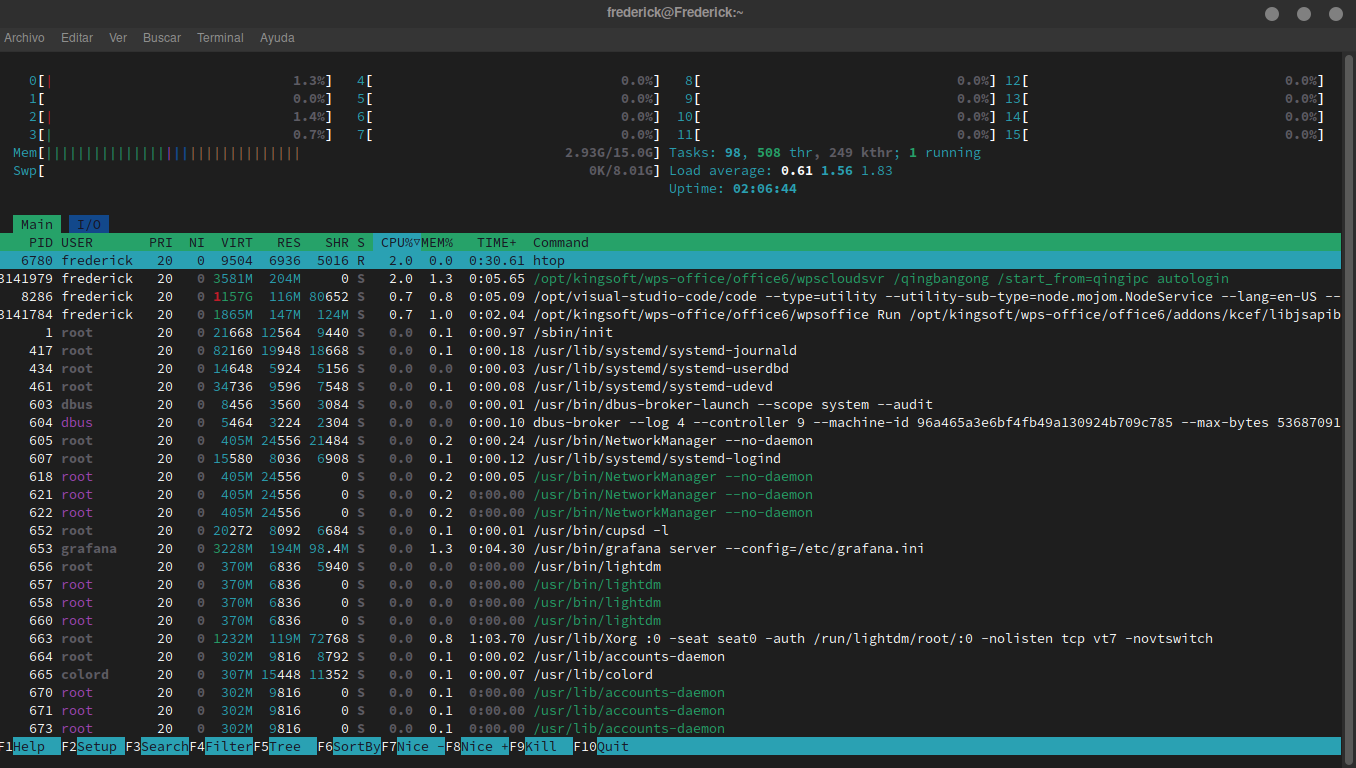 frederick@Frederick:~
Archivo Editar Ver Buscar Terminal Ayuda
0[| 1.3%] 4[ 0.0%] 8[ 0.0%] 12[ 0.0%]
1[ 0.0%] 5[ 0.0%] 9[ 0.0%] 13[ 0.0%]
2[| 1.4%] 6[ 0.0%] 10[ 0.0%] 14[ 0.0%]
3[| 0.7%] 7[ 0.0%] 11[ 0.0%] 15[ 0.0%]
Mem[|||||||||||||||||||||||||||||||| 2.93G/15.0G] Tasks: 98, 508 thr, 249 kthr; 1 running
Swp[ 0K/8.01G] Load average: 0.61 1.56 1.83
Uptime: 02:06:44
Main I/O
PID USER PRI NI VIRT RES SHR S CPU%▽MEM% TIME+ Command
6780 frederick 20 0 9504 6936 5016 R 2.0 0.0 0:30.61 htop
3141979 frederick 20 0 3581M 204M 0 S 2.0 1.3 0:05.65 /opt/kingsoft/wps-office/office6/wpscloudsvr /qingbangong /start_from=qingipc autologin
8286 frederick 20 0 1157G 116M 80652 S 0.7 0.8 0:05.09 /opt/visual-studio-code/code --type=utility --utility-sub-type=node.mojom.NodeService --lang=en-US --
3141784 frederick 20 0 1865M 147M 124M S 0.7 1.0 0:02.04 /opt/kingsoft/wps-office/office6/wpsoffice Run /opt/kingsoft/wps-office/office6/addons/kcef/libjsapib
1 root 20 0 21668 12564 9440 S 0.0 0.1 0:00.97 /sbin/init
417 root 20 0 82160 19948 18668 S 0.0 0.1 0:00.18 /usr/lib/systemd/systemd-journald
434 root 20 0 14648 5924 5156 S 0.0 0.0 0:00.03 /usr/lib/systemd/systemd-userdbd
461 root 20 0 34736 9596 7548 S 0.0 0.1 0:00.08 /usr/lib/systemd/systemd-udevd
603 dbus 20 0 8456 3560 3084 S 0.0 0.0 0:00.01 /usr/bin/dbus-broker-launch --scope system --audit
604 dbus 20 0 5464 3224 2304 S 0.0 0.0 0:00.10 dbus-broker --log 4 --controller 9 --machine-id 96a465a3e6bf4fb49a130924b709c785 --max-bytes 53687091
605 root 20 0 405M 24556 21484 S 0.0 0.2 0:00.24 /usr/bin/NetworkManager --no-daemon
607 root 20 0 15580 8036 6908 S 0.0 0.1 0:00.12 /usr/lib/systemd/systemd-logind
618 root 20 0 405M 24556 0 S 0.0 0.2 0:00.05 /usr/bin/NetworkManager --no-daemon
621 root 20 0 405M 24556 0 S 0.0 0.2 0:00.00 /usr/bin/NetworkManager --no-daemon
622 root 20 0 405M 24556 0 S 0.0 0.2 0:00.00 /usr/bin/NetworkManager --no-daemon
652 root 20 0 20272 8092 6684 S 0.0 0.1 0:00.01 /usr/bin/cupsd -l
653 grafana 20 0 3228M 194M 98.4M S 0.0 1.3 0:04.30 /usr/bin/grafana server --config=/etc/grafana.ini
656 root 20 0 370M 6836 5940 S 0.0 0.0 0:00.00 /usr/bin/lightdm
657 root 20 0 370M 6836 0 S 0.0 0.0 0:00.00 /usr/bin/lightdm
658 root 20 0 370M 6836 0 S 0.0 0.0 0:00.00 /usr/bin/lightdm
660 root 20 0 370M 6836 0 S 0.0 0.0 0:00.00 /usr/bin/lightdm
663 root 20 0 1232M 119M 72768 S 0.0 0.8 1:03.70 /usr/lib/Xorg :0 -seat seat0 -auth /run/lightdm/root/:0 -nolisten tcp vt7 -novtswitch
664 root 20 0 302M 9816 8792 S 0.0 0.1 0:00.02 /usr/lib/accounts-daemon
665 colord 20 0 307M 15448 11352 S 0.0 0.1 0:00.07 /usr/lib/colord
670 root 20 0 302M 9816 0 S 0.0 0.1 0:00.00 /usr/lib/accounts-daemon
671 root 20 0 302M 9816 0 S 0.0 0.1 0:00.00 /usr/lib/accounts-daemon
673 root 20 0 302M 9816 0 S 0.0 0.1 0:00.00 /usr/lib/accounts-daemon
F1Help F2Setup F3SearchF4FilterF5Tree F6SortByF7Nice -F8Nice +F9Kill F10Quit